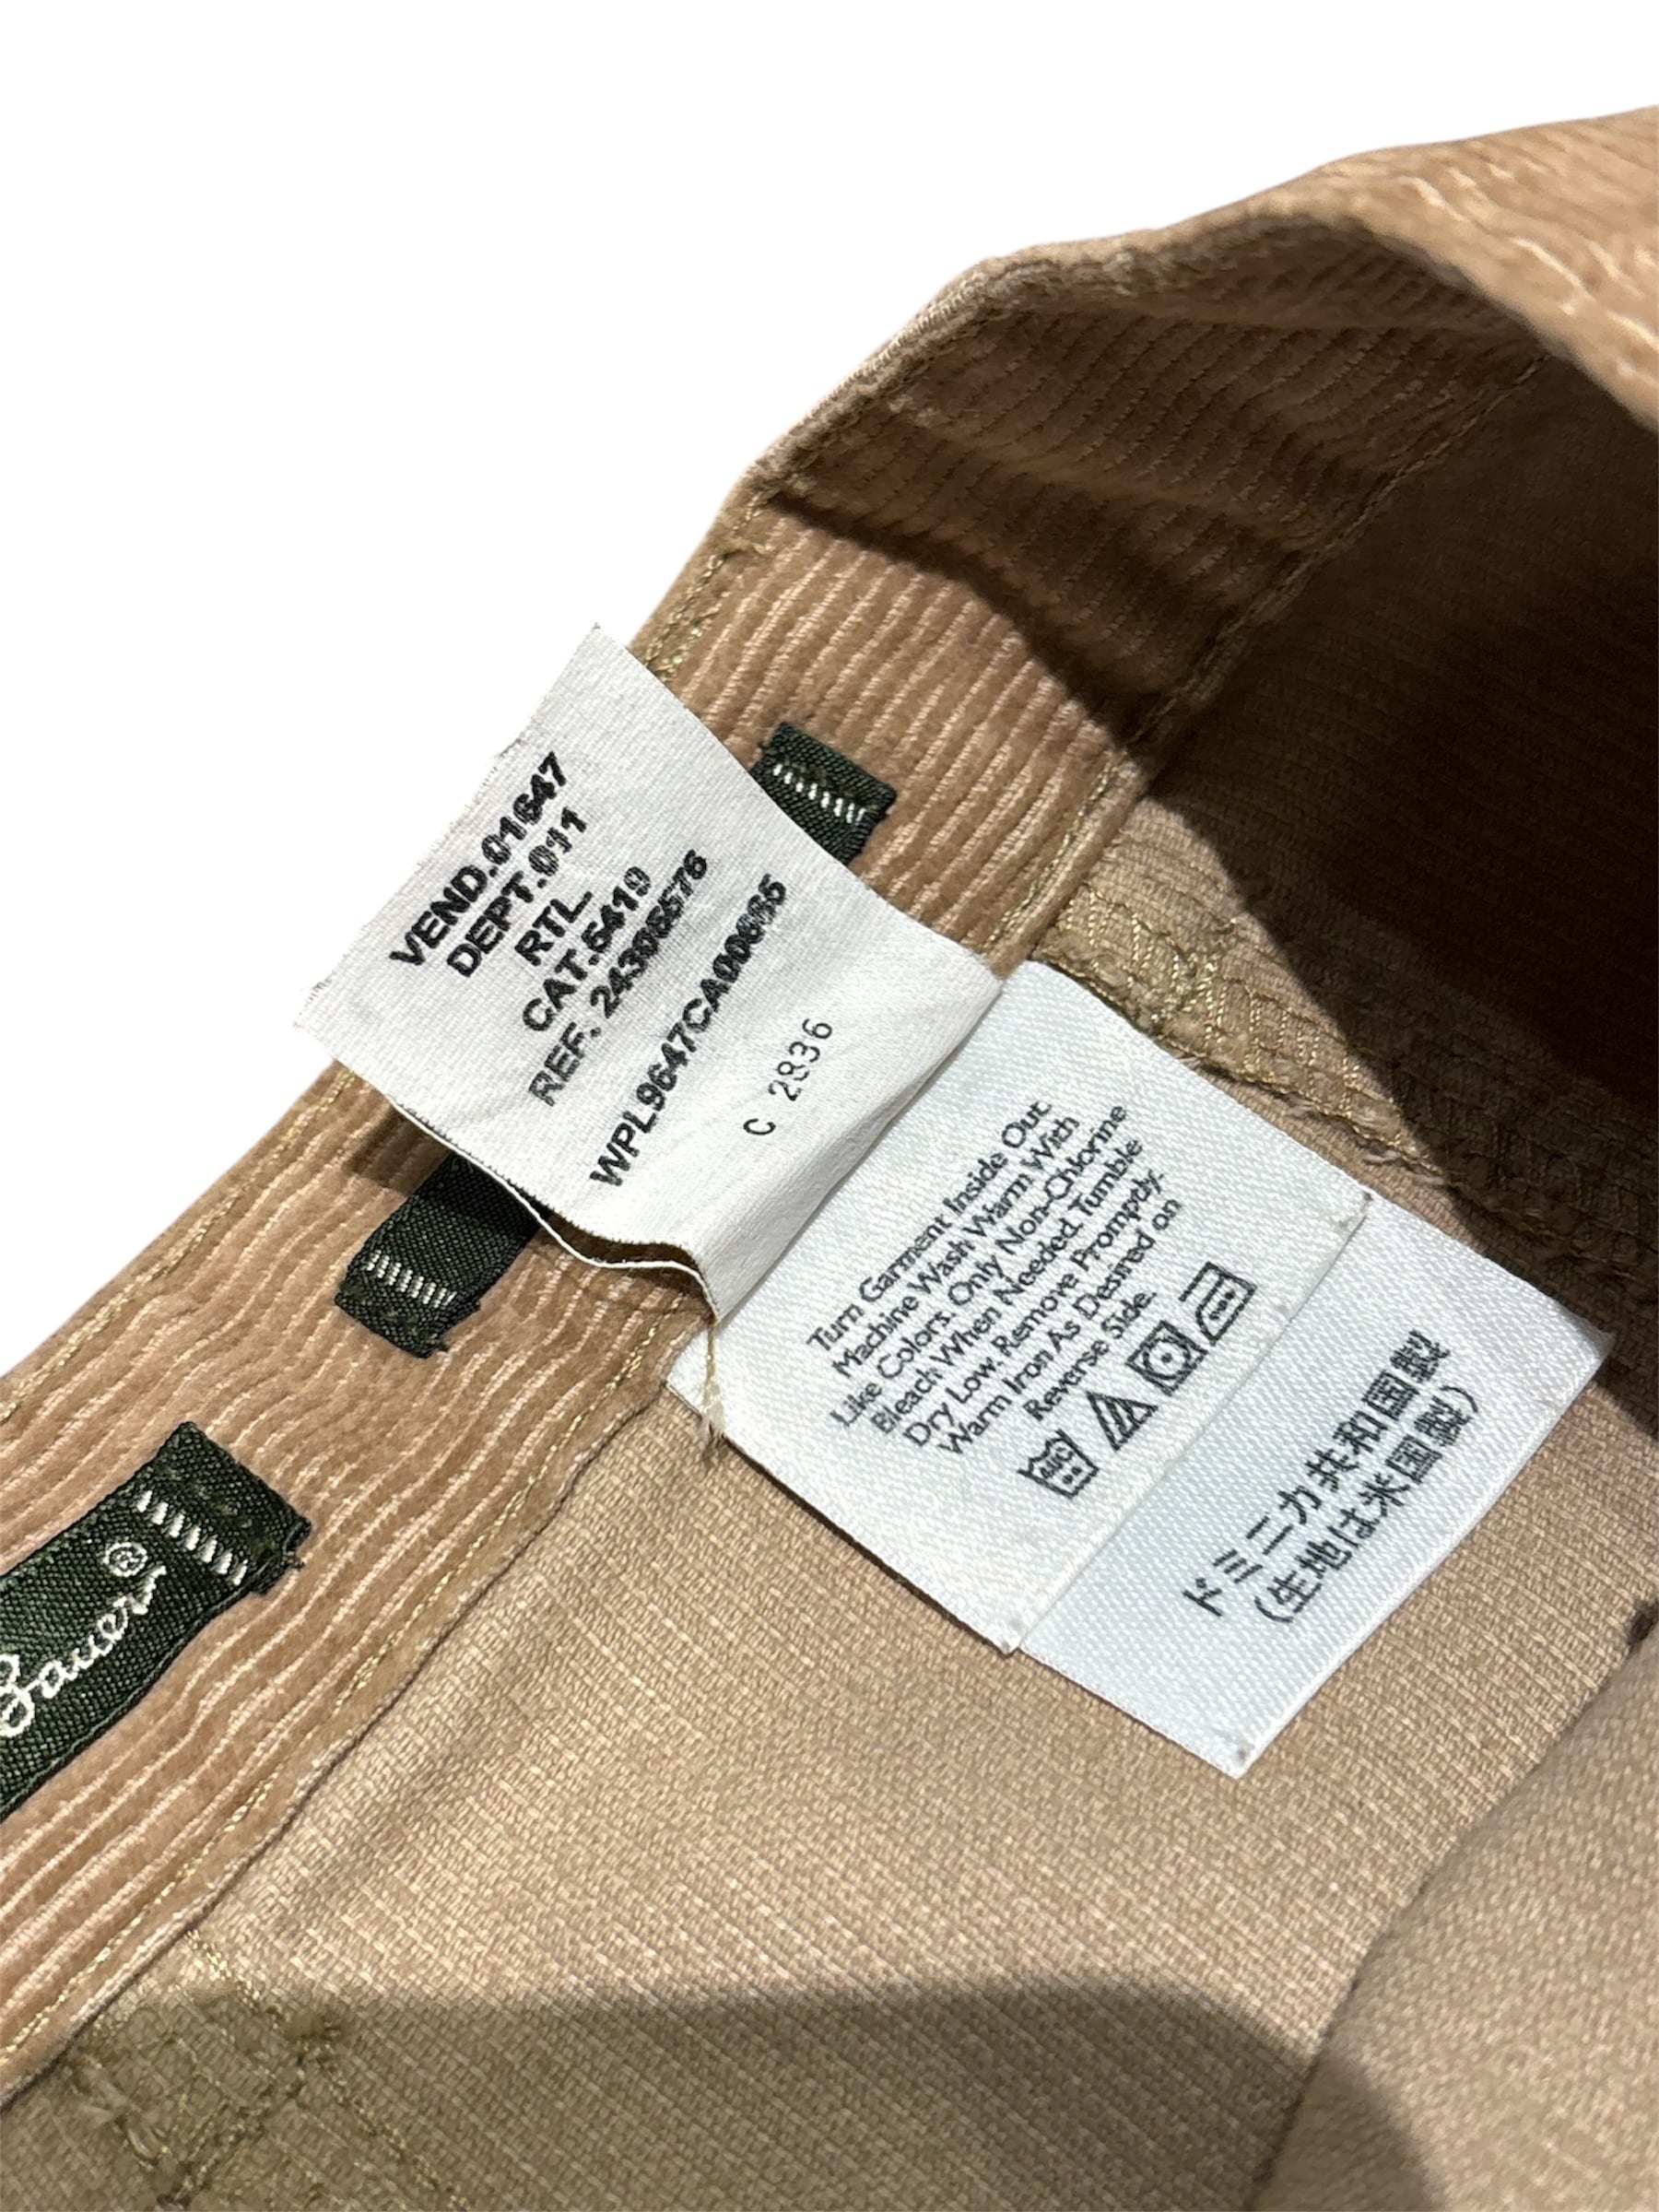 VEND.01647
DEPT.011
RTL.
CAT.5419
REF. 243065576
WPL9647CA00665
C 2836
Turn Garment Inside Out.
Machine Wash Warm With
Like Colors. Only Non-Chlorine
Bleach When Needed. Tumble
Dry Low. Remove Promptly.
Warm Iron As Desired on
Reverse Side.
ドミニカ共和国製
(生地は米国製)
Bauer®